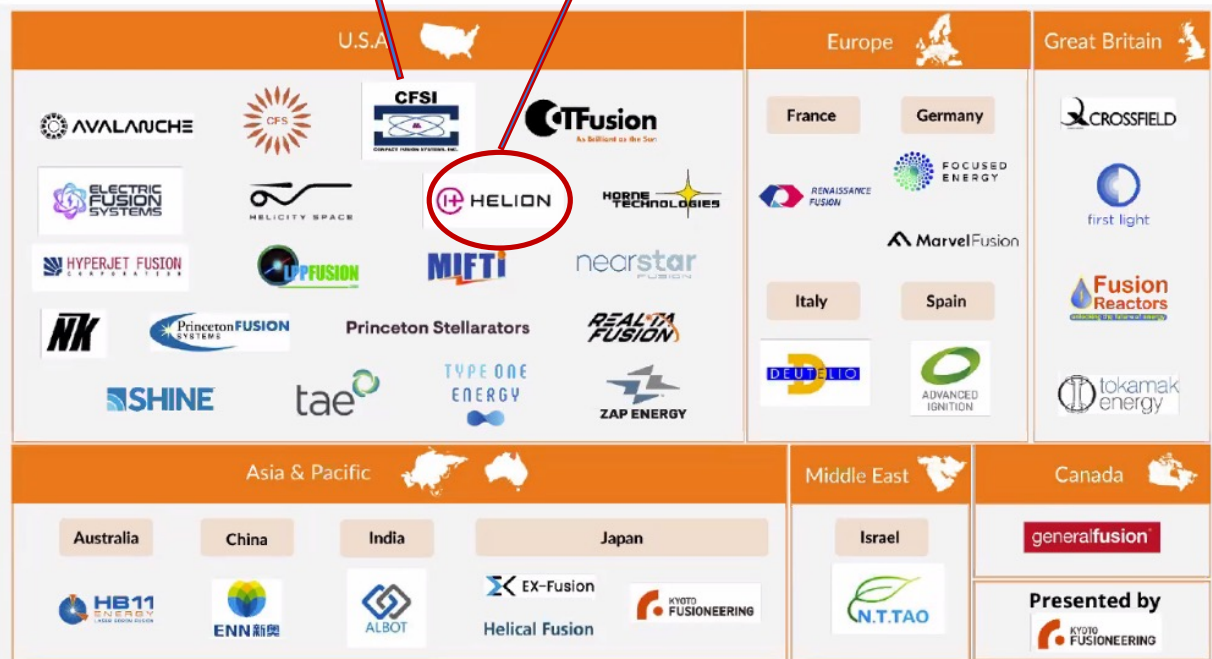 U.S.A
Europe
Great Britain
AVALANCHE
CFS
CFSI
COMPACT FUSION SYSTEMS, INC.
CTFusion
As Brilliant as the Sun
France
Germany
CROSSFIELD
ELECTRIC
FUSION
SYSTEMS
HELICITY SPACE
HELION
HORNE
TECHNOLOGIES
RENAISSANCE
FUSION
FOCUSED
ENERGY
first light
HYPERJET FUSION
CORPORATION
LPPFUSION
MIFTI
nearstar
FUSION
MarvelFusion
Italy
Spain
Fusion
Reactors
NK
Princeton FUSION
SYSTEMS
Princeton Stellarators
REALTA
FUSION
DEUTELIO
ADVANCED
IGNITION
tokamak
energy
SHINE
tae
TYPE ONE
ENERGY
ZAP ENERGY
Asia & Pacific
Middle East
Canada
Australia
China
India
Japan
Israel
generalfusion
HB11
ENERGY
ENN新奥
ALBOT
EX-Fusion
Helical Fusion
KYOTO
FUSIONEERING
N.T.TAO
Presented by
KYOTO
FUSIONEERING